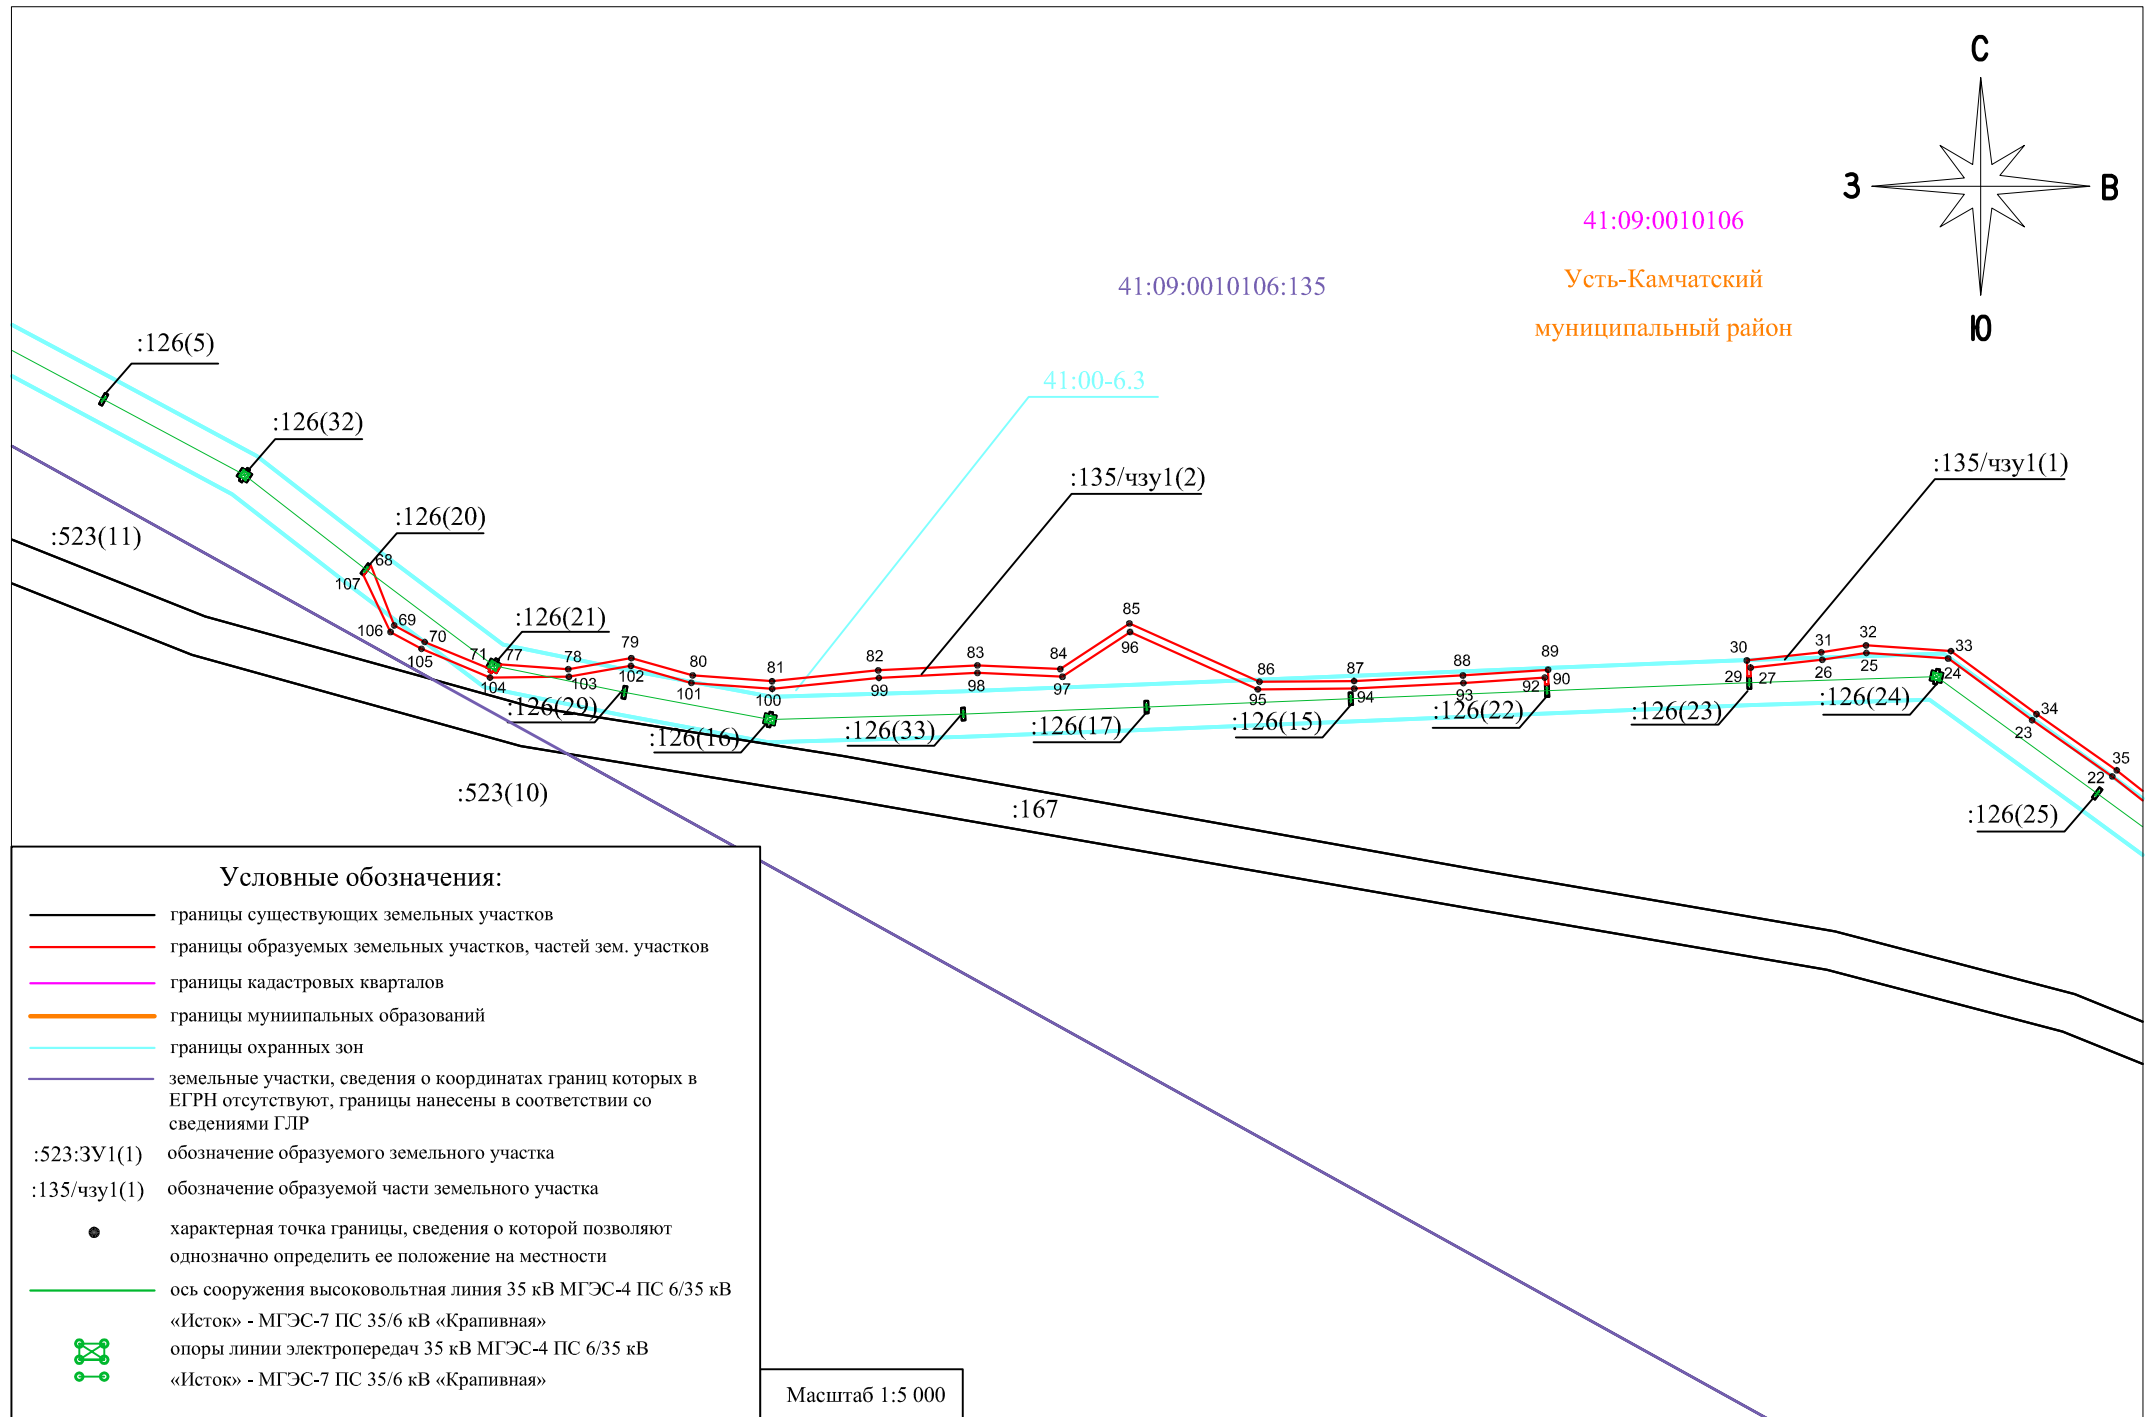 С
З
В
Ю
41:09:0010106
41:09:0010106:135
Усть-Камчатский
муниципальный район
:126(5)
41:00-6.3
:126(32)
:135/чзу1(2)
:135/чзу1(1)
:126(20)
:523(11)
68
107
69
106
70
105
:126(21)
71
77
104
78
103
79
102
80
101
81
100
82
99
83
98
84
97
85
96
86
95
87
94
88
93
89
90
92
30
29
27
31
26
32
25
33
24
34
23
35
22
:126(29)
:126(16)
:126(33)
:126(17)
:126(15)
:126(22)
:126(23)
:126(24)
:126(25)
:523(10)
:167
Условные обозначения:
границы существующих земельных участков
границы образуемых земельных участков, частей зем. участков
границы кадастровых кварталов
границы муниипальных образований
границы охранных зон
земельные участки, сведения о координатах границ которых в
ЕГРН отсутствуют, границы нанесены в соответствии со
сведениями ГЛР
:523:ЗУ1(1) обозначение образуемого земельного участка
:135/чзу1(1) обозначение образуемой части земельного участка
характерная точка границы, сведения о которой позволяют
однозначно определить ее положение на местности
ось сооружения высоковольтная линия 35 кВ МГЭС-4 ПС 6/35 кВ
«Исток» - МГЭС-7 ПС 35/6 кВ «Крапивная»
опоры линии электропередач 35 кВ МГЭС-4 ПС 6/35 кВ
«Исток» - МГЭС-7 ПС 35/6 кВ «Крапивная»
Масштаб 1:5 000